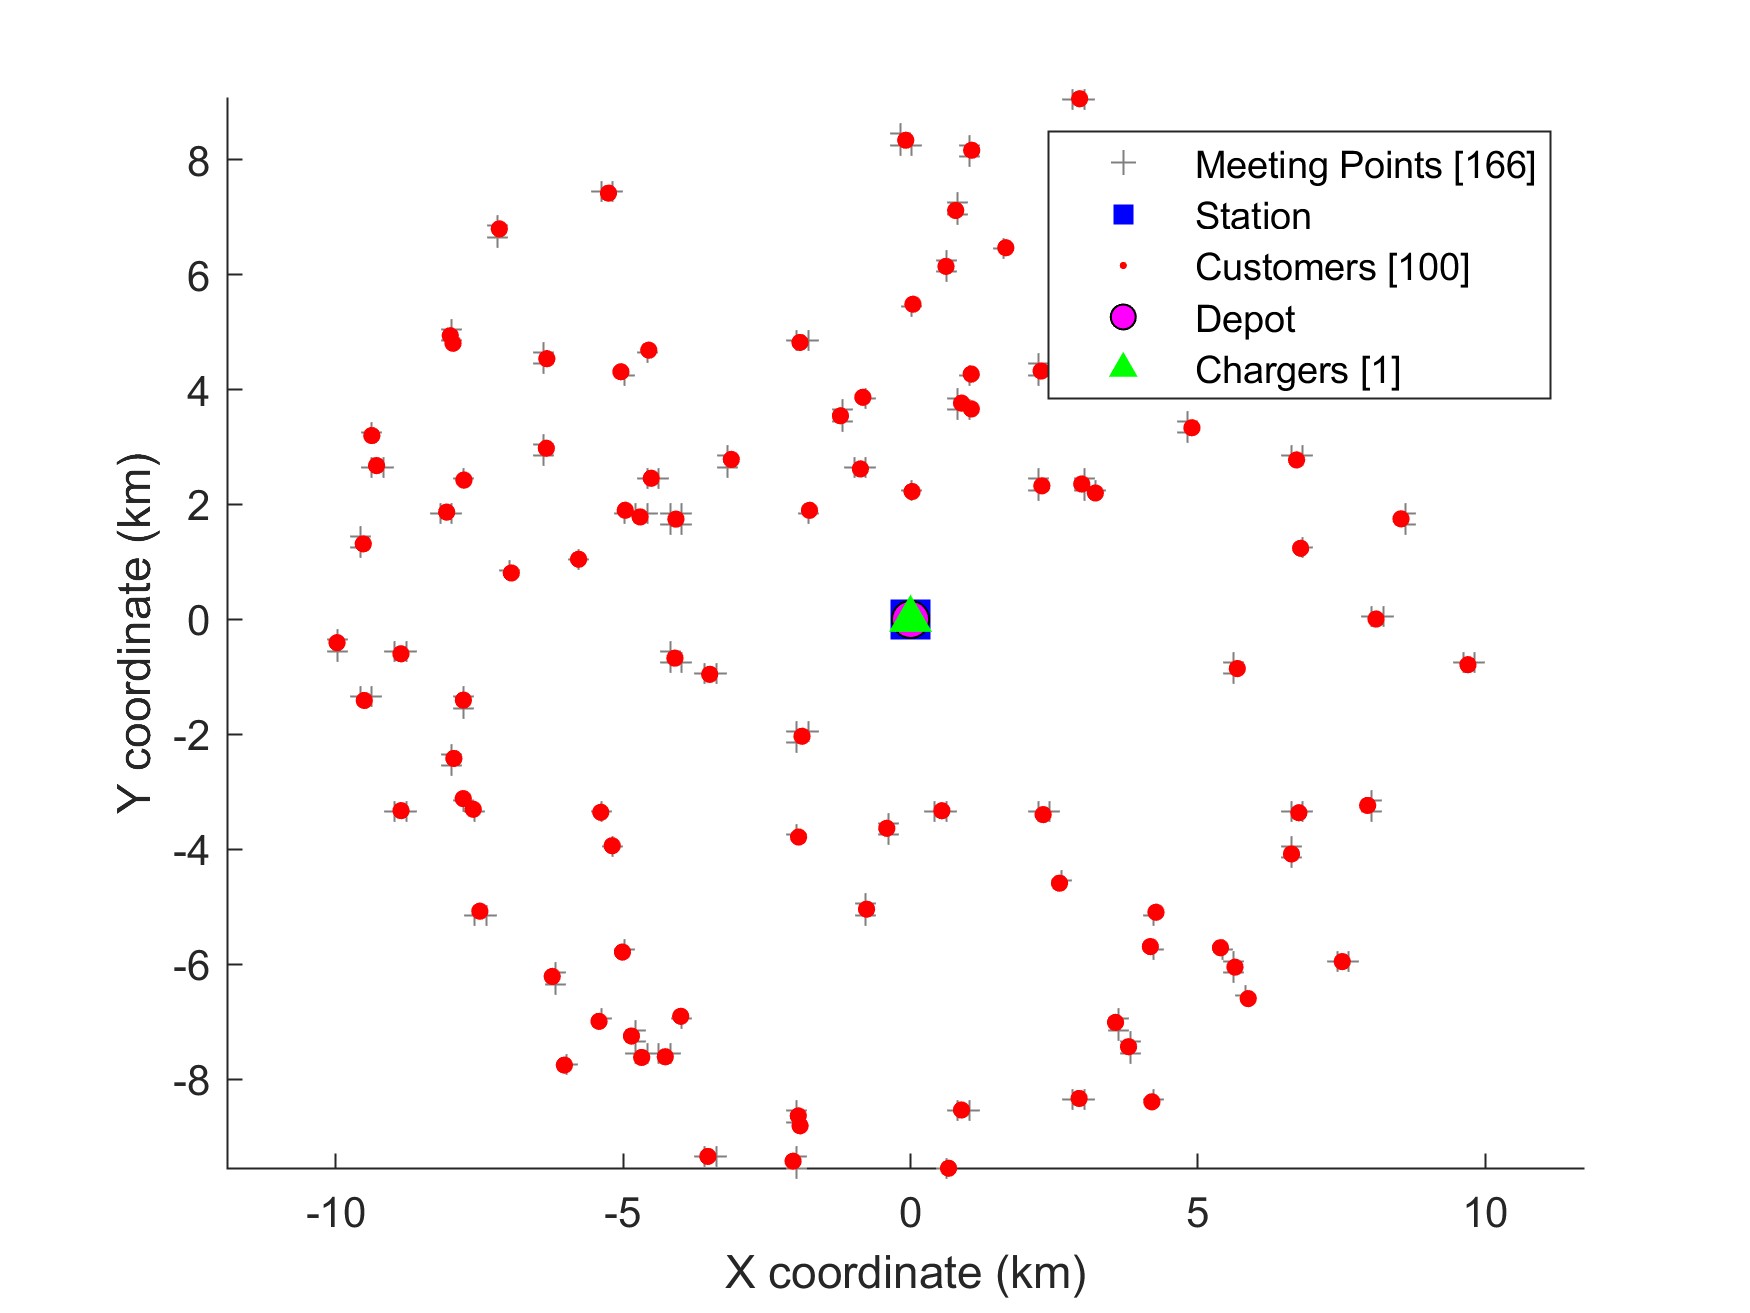 Meeting Points [166]
Station
Customers [100]
Depot
Chargers [1]
8
6
4
2
0
-2
-4
-6
-8
Y coordinate (km)
-10 -5 0 5 10
X coordinate (km)